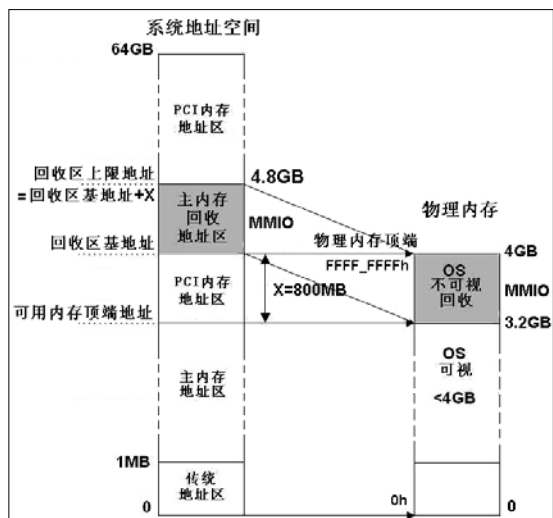 系统地址空间
64GB
PCI内存
地址区
回收区上限地址
=回收区基地址+X
4.8GB
主内存
回收
地址区
MMIO
物理内存
回收区基地址
物理内存顶端
FFFF_FFFFh
4GB
OS
不可视
回收
MMIO
PCI内存
地址区
X=800MB
可用内存顶端地址
3.2GB
主内存
地址区
OS
可视
<4GB
1MB
传统
地址区
0
0h
0